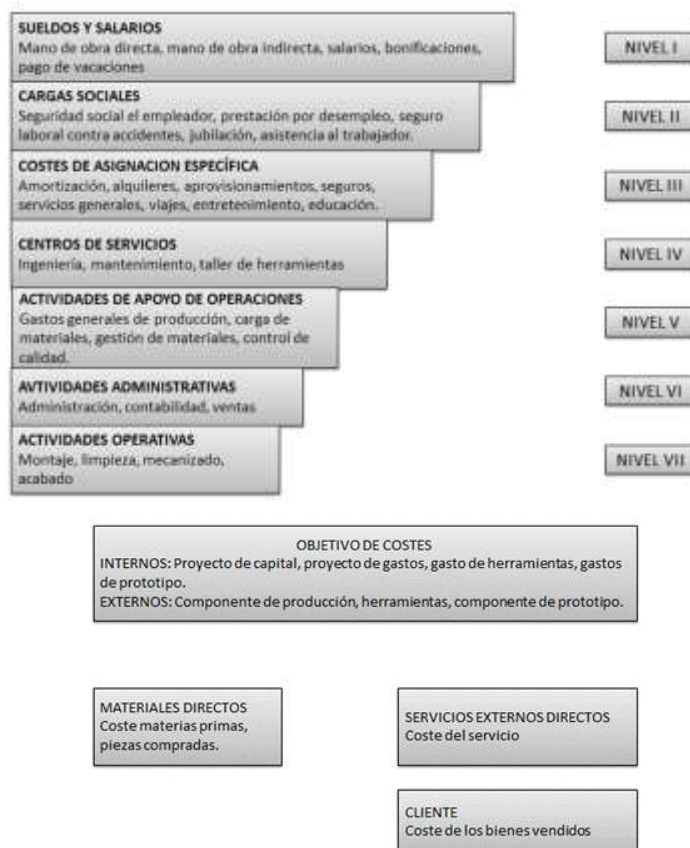 SUELDOS Y SALARIOS
Mano de obra directa, mano de obra indirecta, salarios, bonificaciones,
pago de vacaciones
NIVEL I
CARGAS SOCIALES
Seguridad social el empleador, prestación por desempleo, seguro
laboral contra accidentes, jubilación, asistencia al trabajador.
NIVEL II
COSTES DE ASIGNACION ESPECÍFICA
Amortización, alquileres, aprovisionamientos, seguros,
servicios generales, viajes, entretenimiento, educación.
NIVEL III
CENTROS DE SERVICIOS
Ingeniería, mantenimiento, taller de herramientas
NIVEL IV
ACTIVIDADES DE APOYO DE OPERACIONES
Gastos generales de producción, carga de
materiales, gestión de materiales, control de
calidad.
NIVEL V
AVTIVIDADES ADMINISTRATIVAS
Administración, contabilidad, ventas
NIVEL VI
ACTIVIDADES OPERATIVAS
Montaje, limpieza, mecanizado,
acabado
NIVEL VII
OBJETIVO DE COSTES
INTERNOS: Proyecto de capital, proyecto de gastos, gasto de herramientas, gastos
de prototipo.
EXTERNOS: Componente de producción, herramientas, componente de prototipo.
MATERIALES DIRECTOS
Coste materias primas,
piezas compradas.
SERVICIOS EXTERNOS DIRECTOS
Coste del servicio
CLIENTE
Coste de los bienes vendidos